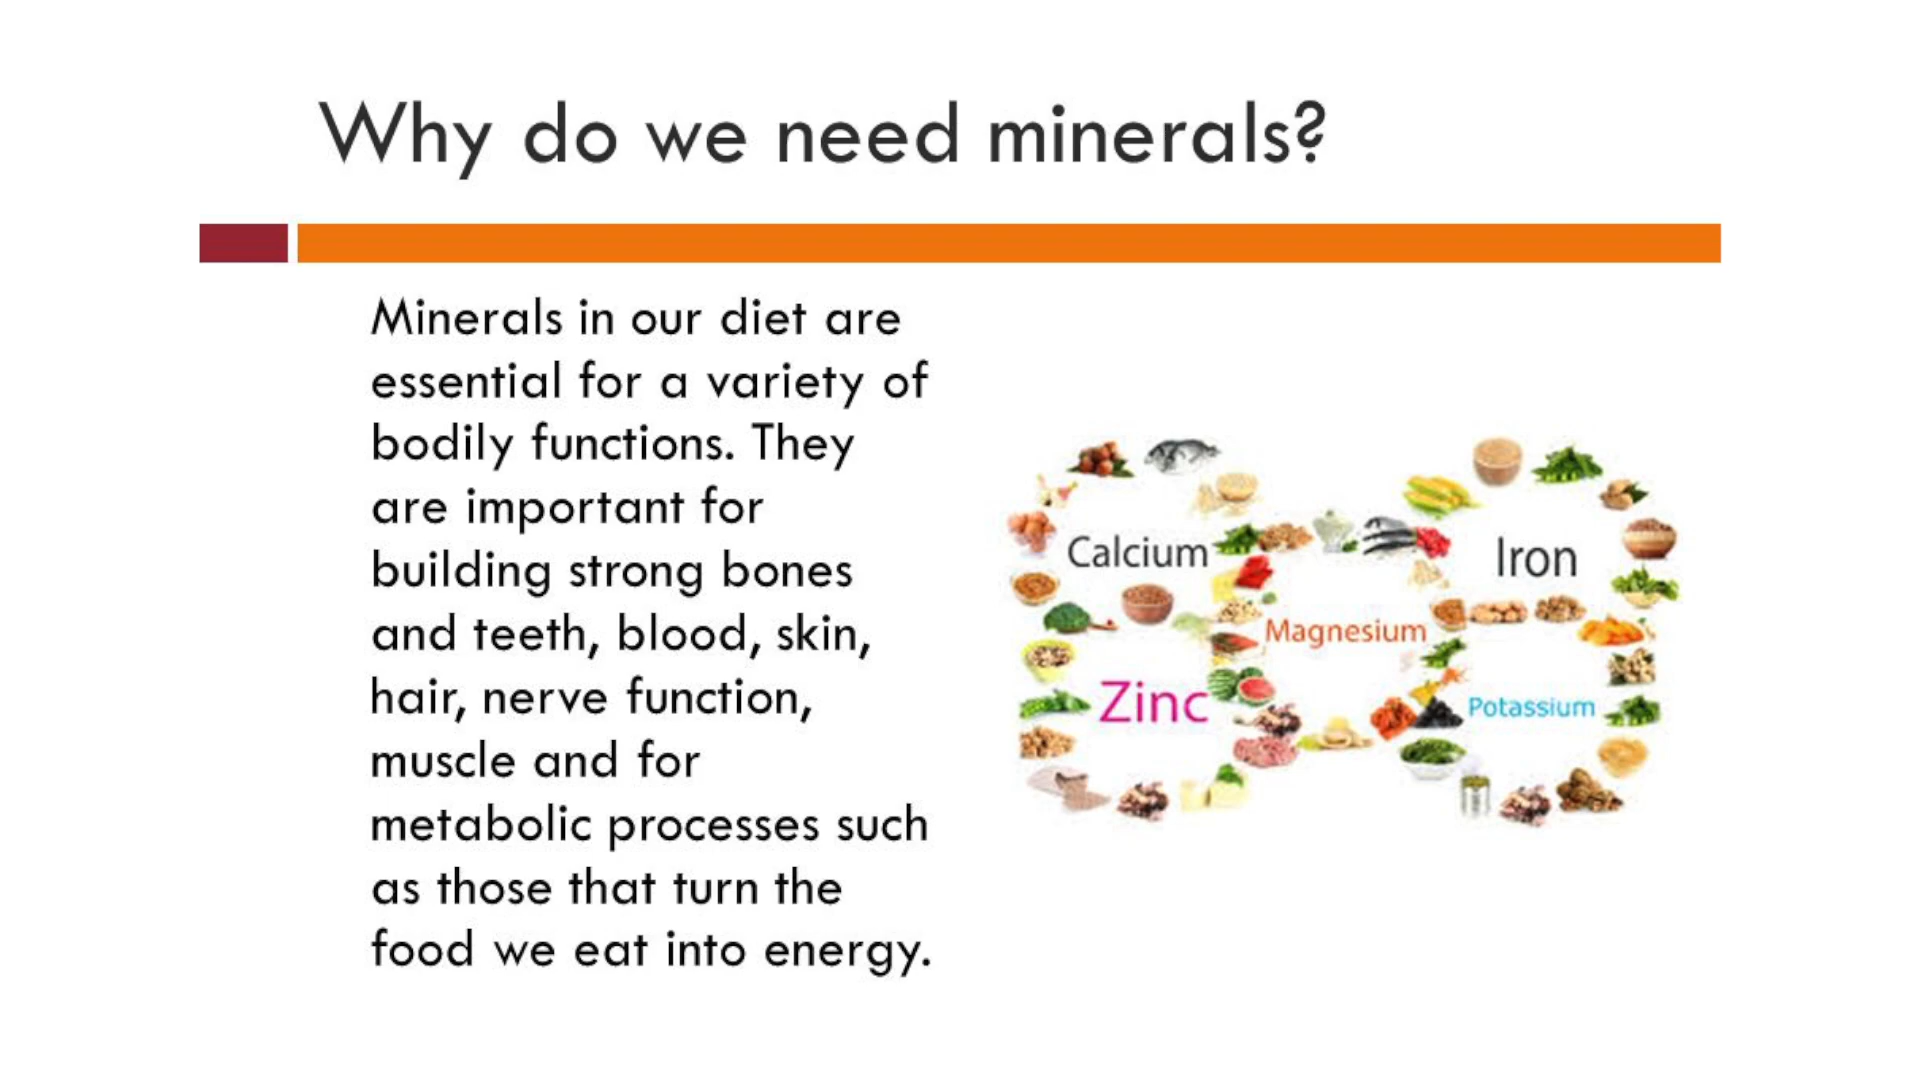 Why do we need minerals?
Minerals in our diet are
essential for a variety of
bodily functions. They
are important for
building strong bones
and teeth, blood, skin,
hair, nerve function,
muscle and for
metabolic processes such
as those that turn the
food we eat into energy.
Calcium
Iron
Magnesium
Zinc
Potassium